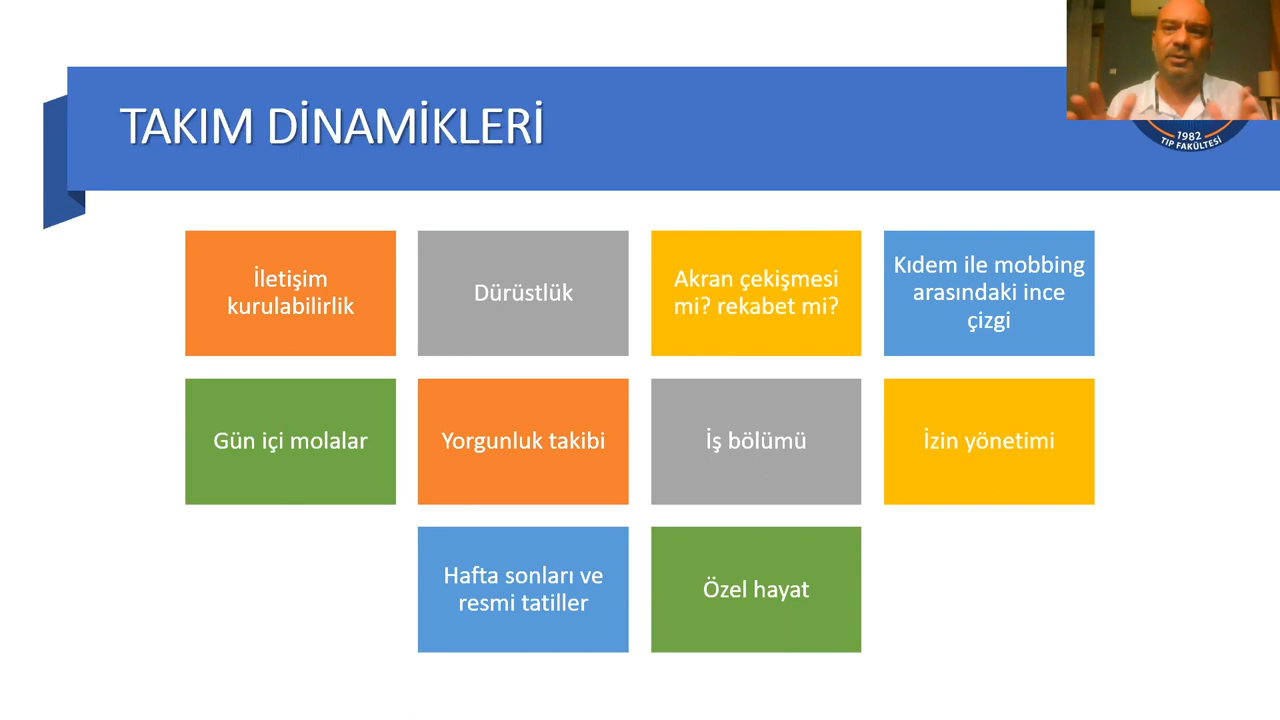 TAKIM DİNAMİKLERİ
1982
TIP FAKÜLTESİ
İletişim
kurulabilirlik
Dürüstlük
Akran çekişmesi
mi? rekabet mi?
Kıdem ile mobbing
arasındaki ince
çizgi
Gün içi molalar
Yorgunluk takibi
İş bölümü
İzin yönetimi
Hafta sonları ve
resmi tatiller
Özel hayat